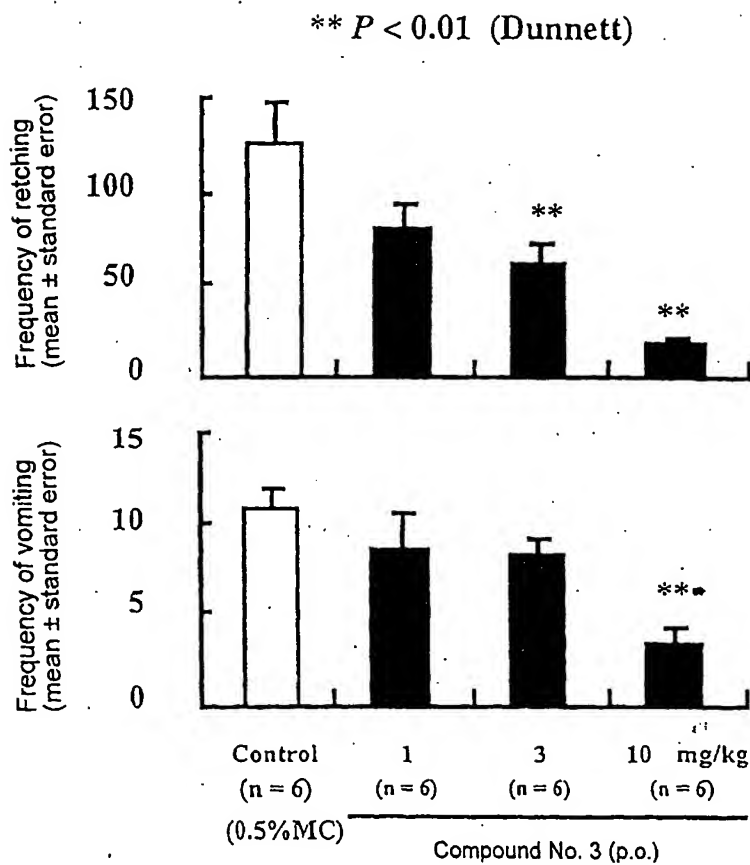 ** P < 0.01 (Dunnett)
Frequency of retching
(mean ± standard error)
150
100
50
0
**
**
Frequency of vomiting
(mean ± standard error)
15
10
5
0
**
Control 1 3 10 mg/kg
(n = 6) (n = 6) (n = 6) (n = 6)
(0.5%MC)
Compound No. 3 (p.o.)